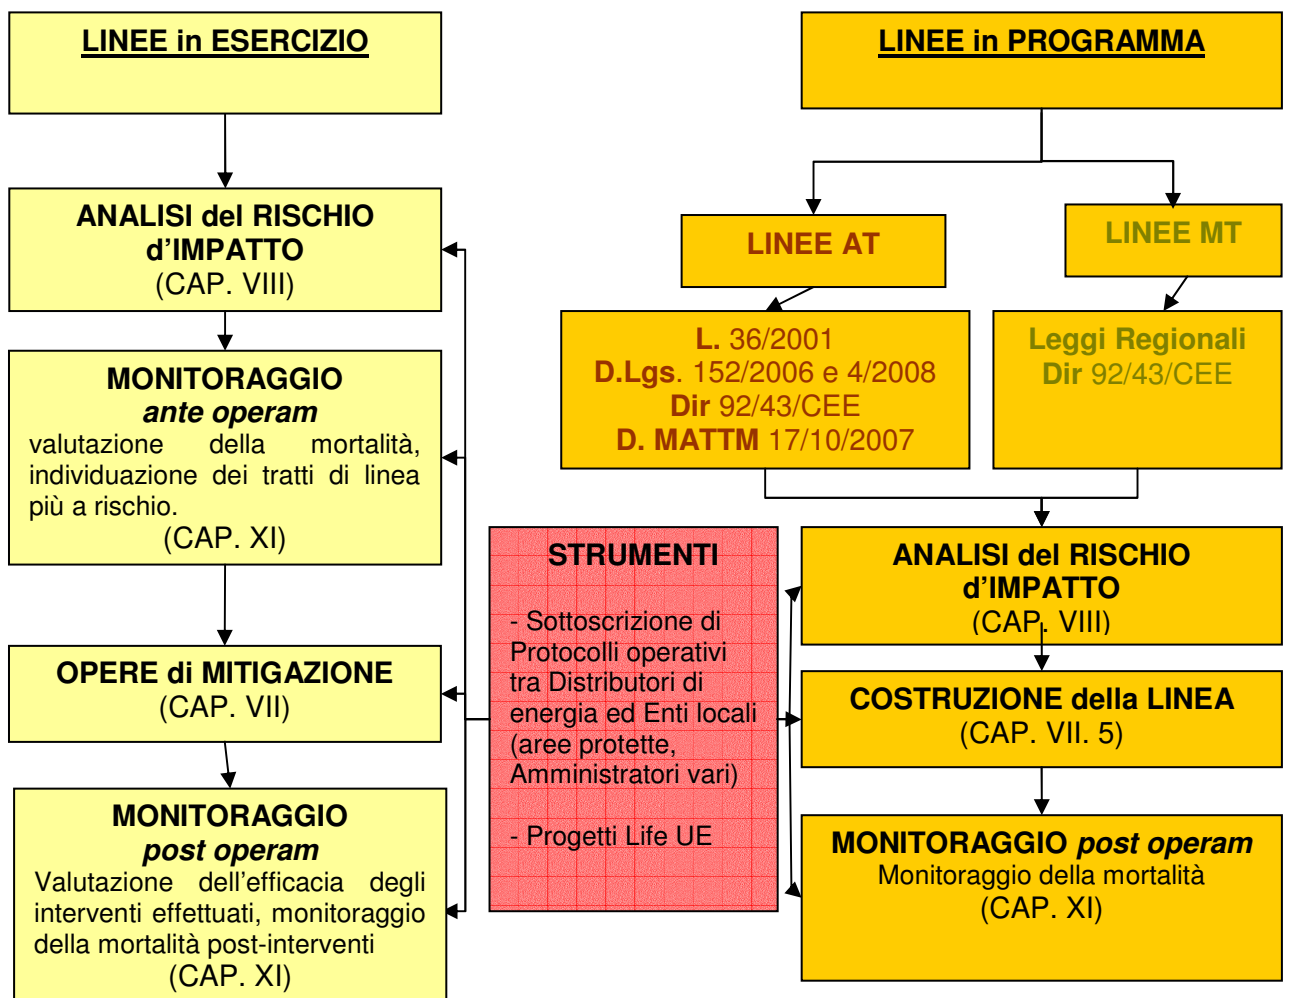 LINEE in ESERCIZIO
ANALISI del RISCHIO
d'IMPATTO
(CAP. VIII)
MONITORAGGIO
ante operam
valutazione della mortalità,
individuazione dei tratti di linea
più a rischio.
(CAP. XI)
OPERE di MITIGAZIONE
(CAP. VII)
MONITORAGGIO
post operam
Valutazione dell'efficacia degli
interventi effettuati, monitoraggio
della mortalità post-interventi
(CAP. XI)
STRUMENTI
- Sottoscrizione di
Protocolli operativi
tra Distributori di
energia ed Enti locali
(aree protette,
Amministratori vari)
- Progetti Life UE
LINEE in PROGRAMMA
LINEE AT
L. 36/2001
D.Lgs. 152/2006 e 4/2008
Dir 92/43/CEE
D. MATTM 17/10/2007
LINEE MT
Leggi Regionali
Dir 92/43/CEE
ANALISI del RISCHIO
d'IMPATTO
(CAP. VIII)
COSTRUZIONE della LINEA
(CAP. VII. 5)
MONITORAGGIO post operam
Monitoraggio della mortalità
(CAP. XI)